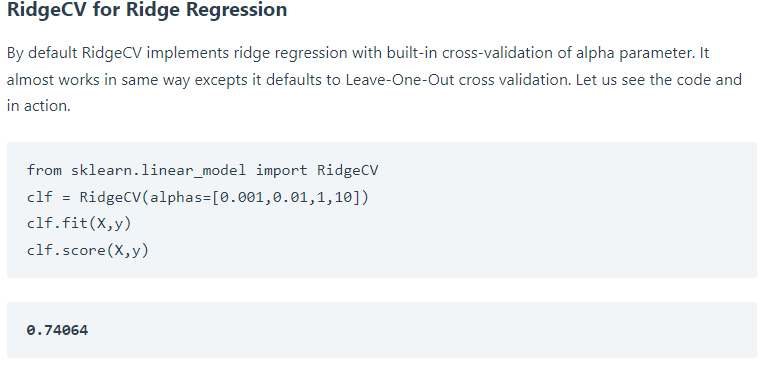 RidgeCV for Ridge Regression
By default RidgeCV implements ridge regression with built-in cross-validation of alpha parameter. It
almost works in same way excepts it defaults to Leave-One-Out cross validation. Let us see the code and
in action.
from sklearn.linear_model import RidgeCV
clf = RidgeCV(alphas=[0.001,0.01,1,10])
clf.fit(X,y)
clf.score(X,y)
0.74064